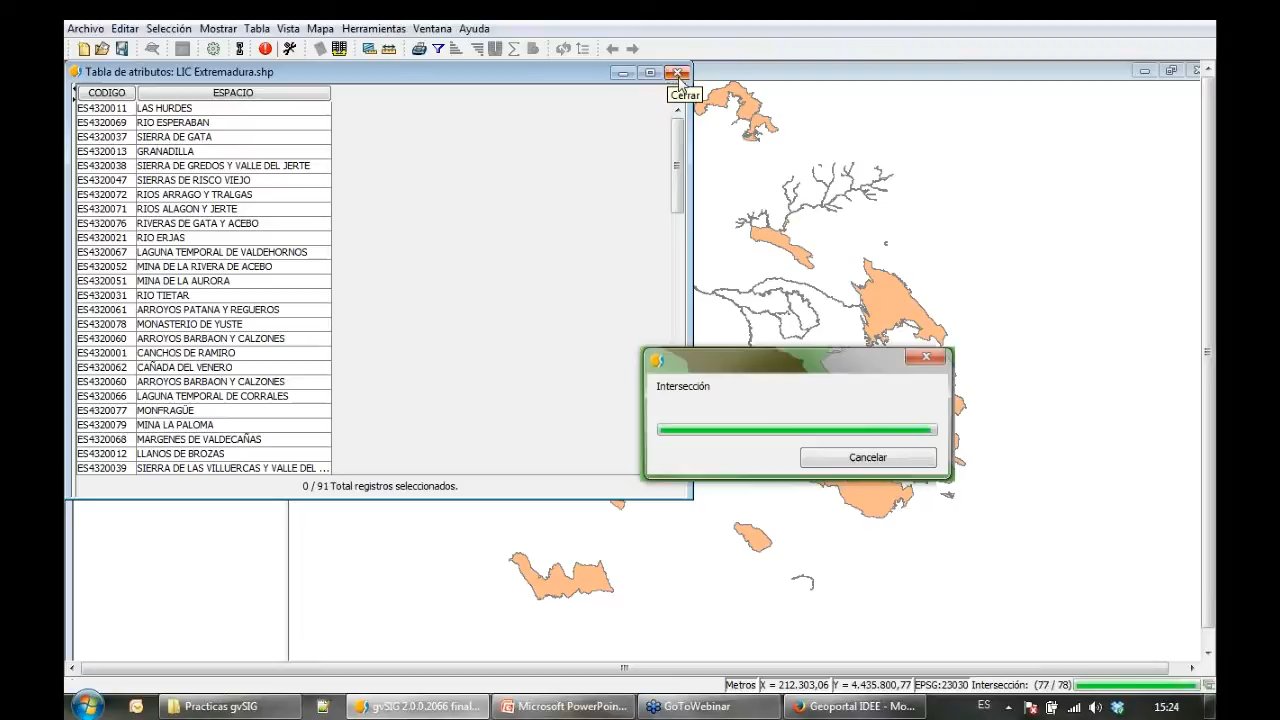 Archivo Editar Selección Mostrar Tabla Vista Mapa Herramientas Ventana Ayuda
Tabla de atributos: LIC Extremadura.shp
Cerrar
CODIGO ESPACIO
ES4320011 LAS HURDES
ES4320069 RIO ESPERABAN
ES4320037 SIERRA DE GATA
ES4320013 GRANADILLA
ES4320038 SIERRA DE GREDOS Y VALLE DEL JERTE
ES4320047 SIERRAS DE RISCO VIEJO
ES4320072 RIOS ARRAGO Y TRALGAS
ES4320071 RIOS ALAGON Y JERTE
ES4320076 RIVERAS DE GATA Y ACEBO
ES4320021 RIO ERJAS
ES4320067 LAGUNA TEMPORAL DE VALDEHORNOS
ES4320052 MINA DE LA RIVERA DE ACEBO
ES4320051 MINA DE LA AURORA
ES4320031 RIO TIETAR
ES4320061 ARROYOS PATANA Y REGUEROS
ES4320078 MONASTERIO DE YUSTE
ES4320060 ARROYOS BARBAON Y CALZONES
ES4320001 CANCHOS DE RAMIRO
ES4320062 CAÑADA DEL VENERO
ES4320060 ARROYOS BARBAON Y CALZONES
ES4320066 LAGUNA TEMPORAL DE CORRALES
ES4320077 MONFRAGÜE
ES4320079 MINA LA PALOMA
ES4320068 MARGENES DE VALDECAÑAS
ES4320012 LLANOS DE BROZAS
ES4320039 SIERRA DE LAS VILLUERCAS Y VALLE DEL ...
0 / 91 Total registros seleccionados.
Intersección
Cancelar
Metros X = 212.303,06 Y = 4.435.800,77 EPSG:23030 Intersección: (77 / 78)
Practicas gvSIG gvSIG 2.0.0.2066 final... Microsoft PowerPoi... GoToWebinar Geoportal IDEE - Mo... ES 15:24